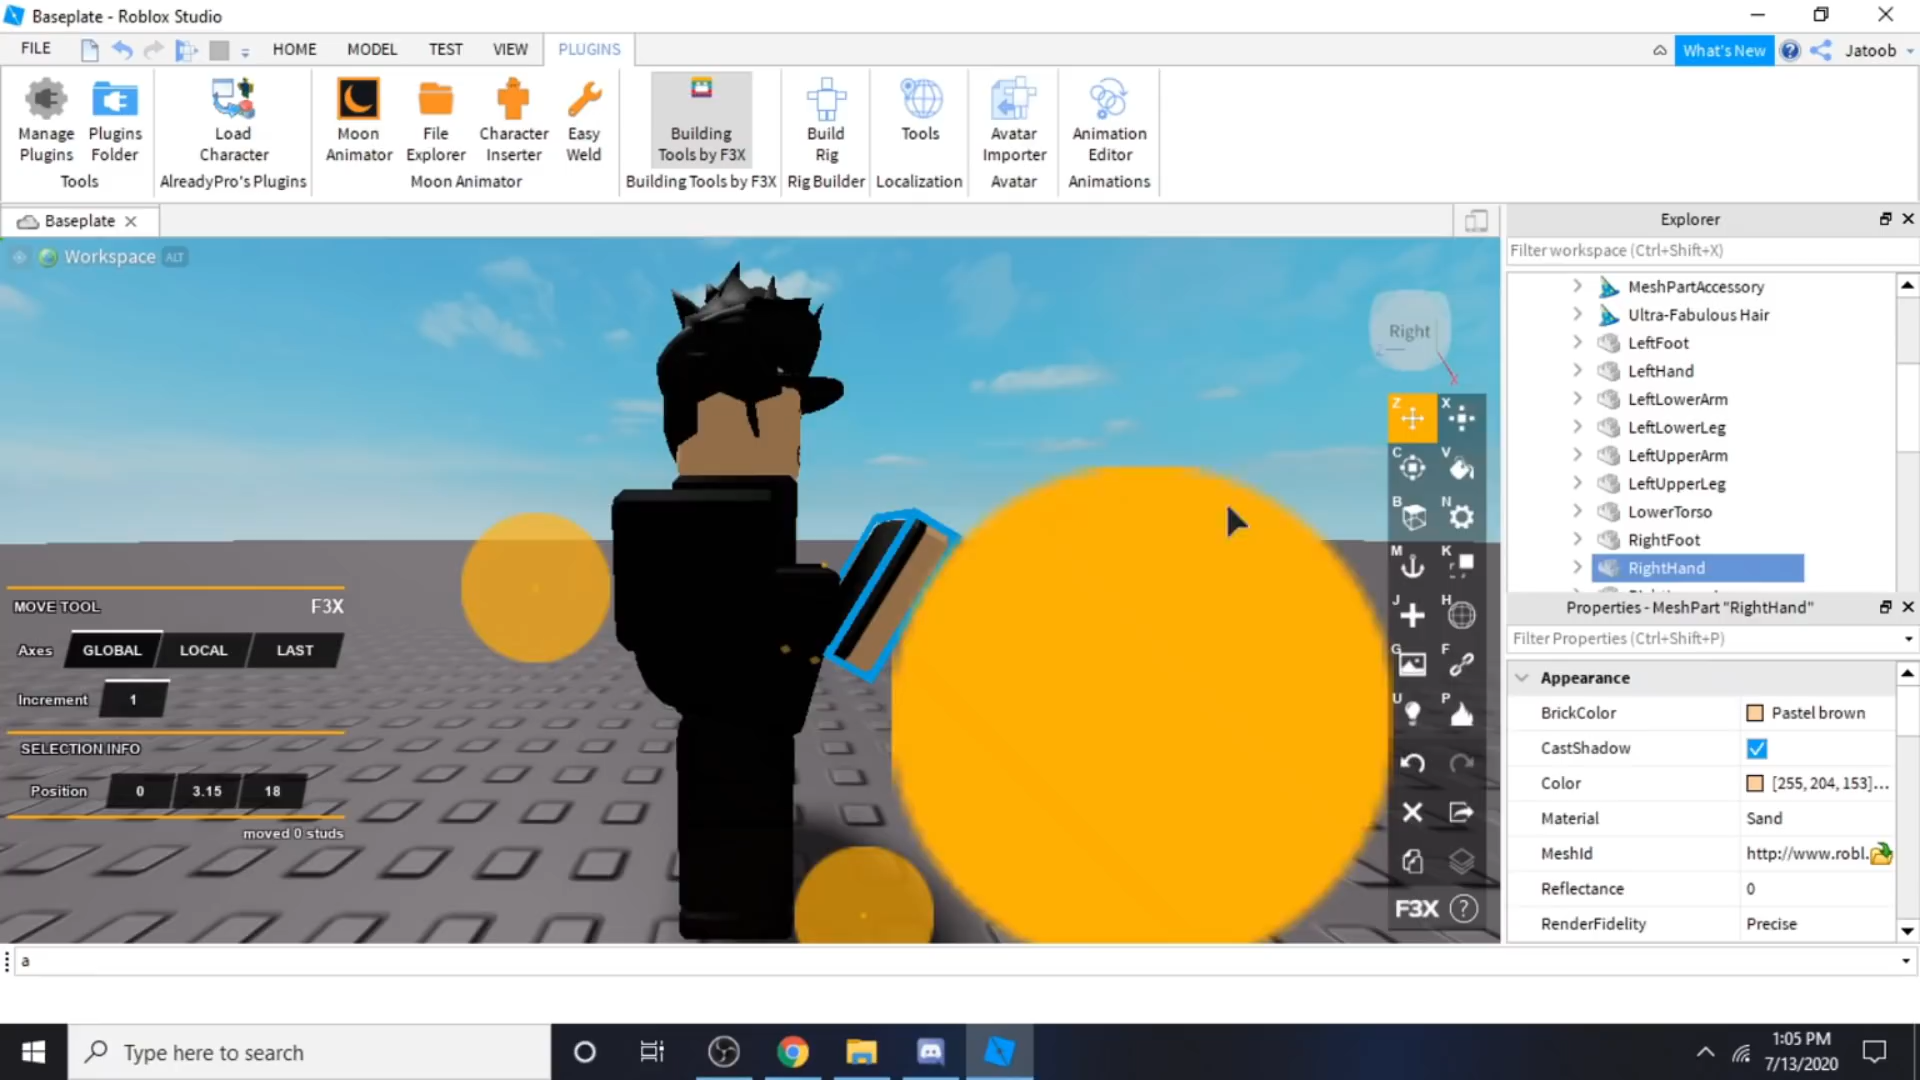 Baseplate - Roblox Studio
FILE HOME MODEL TEST VIEW PLUGINS What's New Jatoob
Manage Plugins
Plugins Folder
Load Character
Moon Animator
File Explorer
Character Inserter
Easy Weld
Building Tools by F3X
Build Rig
Tools
Avatar Importer
Animation Editor
Tools AlreadyPro's Plugins Moon Animator Building Tools by F3X Rig Builder Localization Avatar Animations
Baseplate
Workspace ALT
Right
Z
X
MOVE TOOL F3X
Axes GLOBAL LOCAL LAST
Increment 1
SELECTION INFO
Position 0 3.15 18
moved 0 studs
Z X
C V
B N
M K
J H
G F
U P
F3X ?
Explorer
Filter workspace (Ctrl+Shift+X)
MeshPartAccessory
Ultra-Fabulous Hair
LeftFoot
LeftHand
LeftLowerArm
LeftLowerLeg
LeftUpperArm
LeftUpperLeg
LowerTorso
RightFoot
RightHand
Properties - MeshPart "RightHand"
Filter Properties (Ctrl+Shift+P)
Appearance
BrickColor Pastel brown
CastShadow
Color [255, 204, 153]...
Material Sand
MeshId http://www.robl.
Reflectance 0
RenderFidelity Precise
a
Type here to search
1:05 PM
7/13/2020